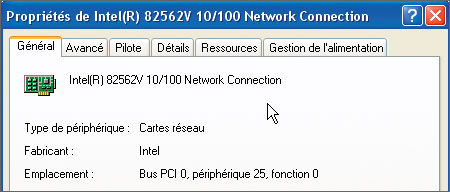 Propriétés de Intel(R) 82562V 10/100 Network Connection
Général Avancé Pilote Détails Ressources Gestion de l'alimentation
Intel(R) 82562V 10/100 Network Connection
Type de périphérique : Cartes réseau
Fabricant : Intel
Emplacement : Bus PCI 0, périphérique 25, fonction 0